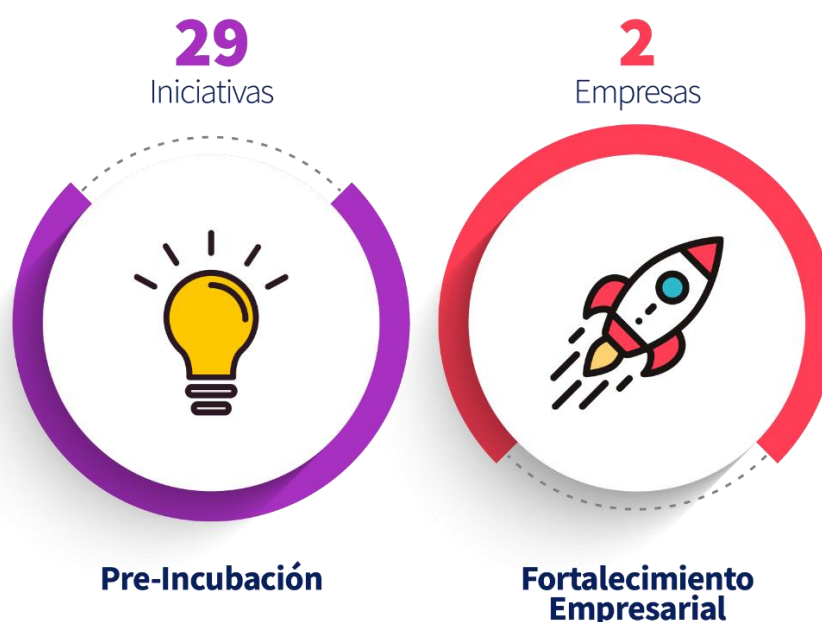 29
Iniciativas
2
Empresas
Pre-Incubación
Fortalecimiento
Empresarial